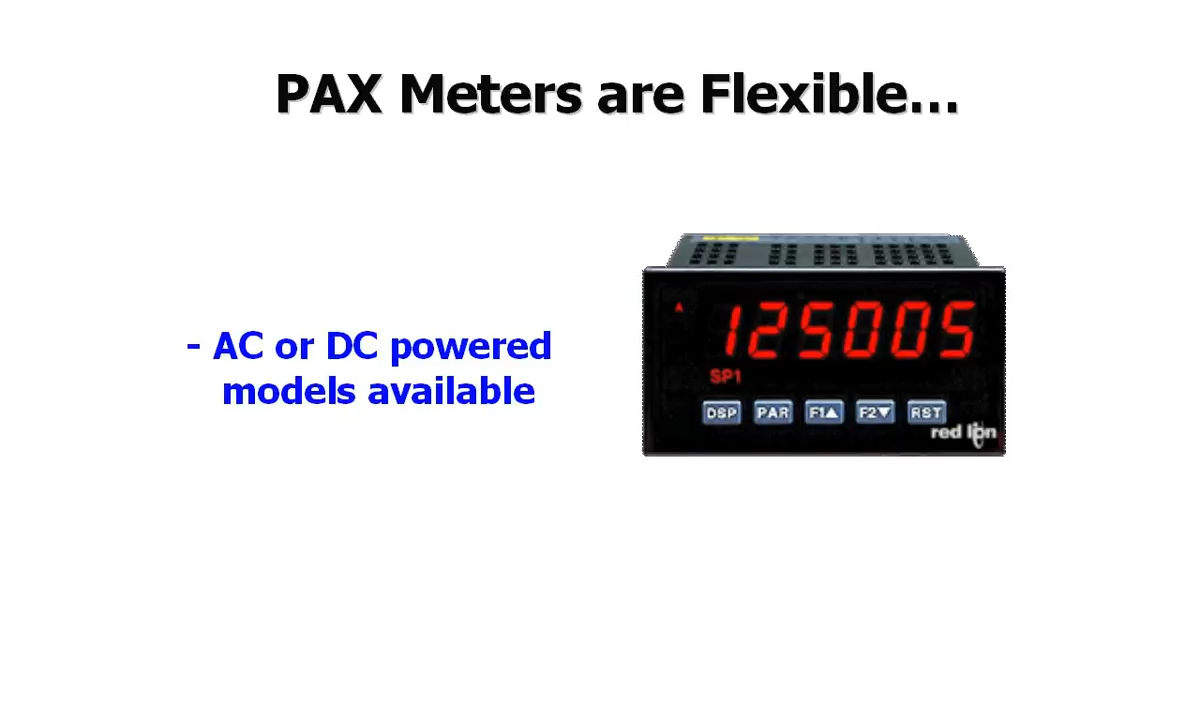 PAX Meters are Flexible...
- AC or DC powered
models available
A
125005
SP1
DSP PAR F1▲ F2▼ RST
red lion